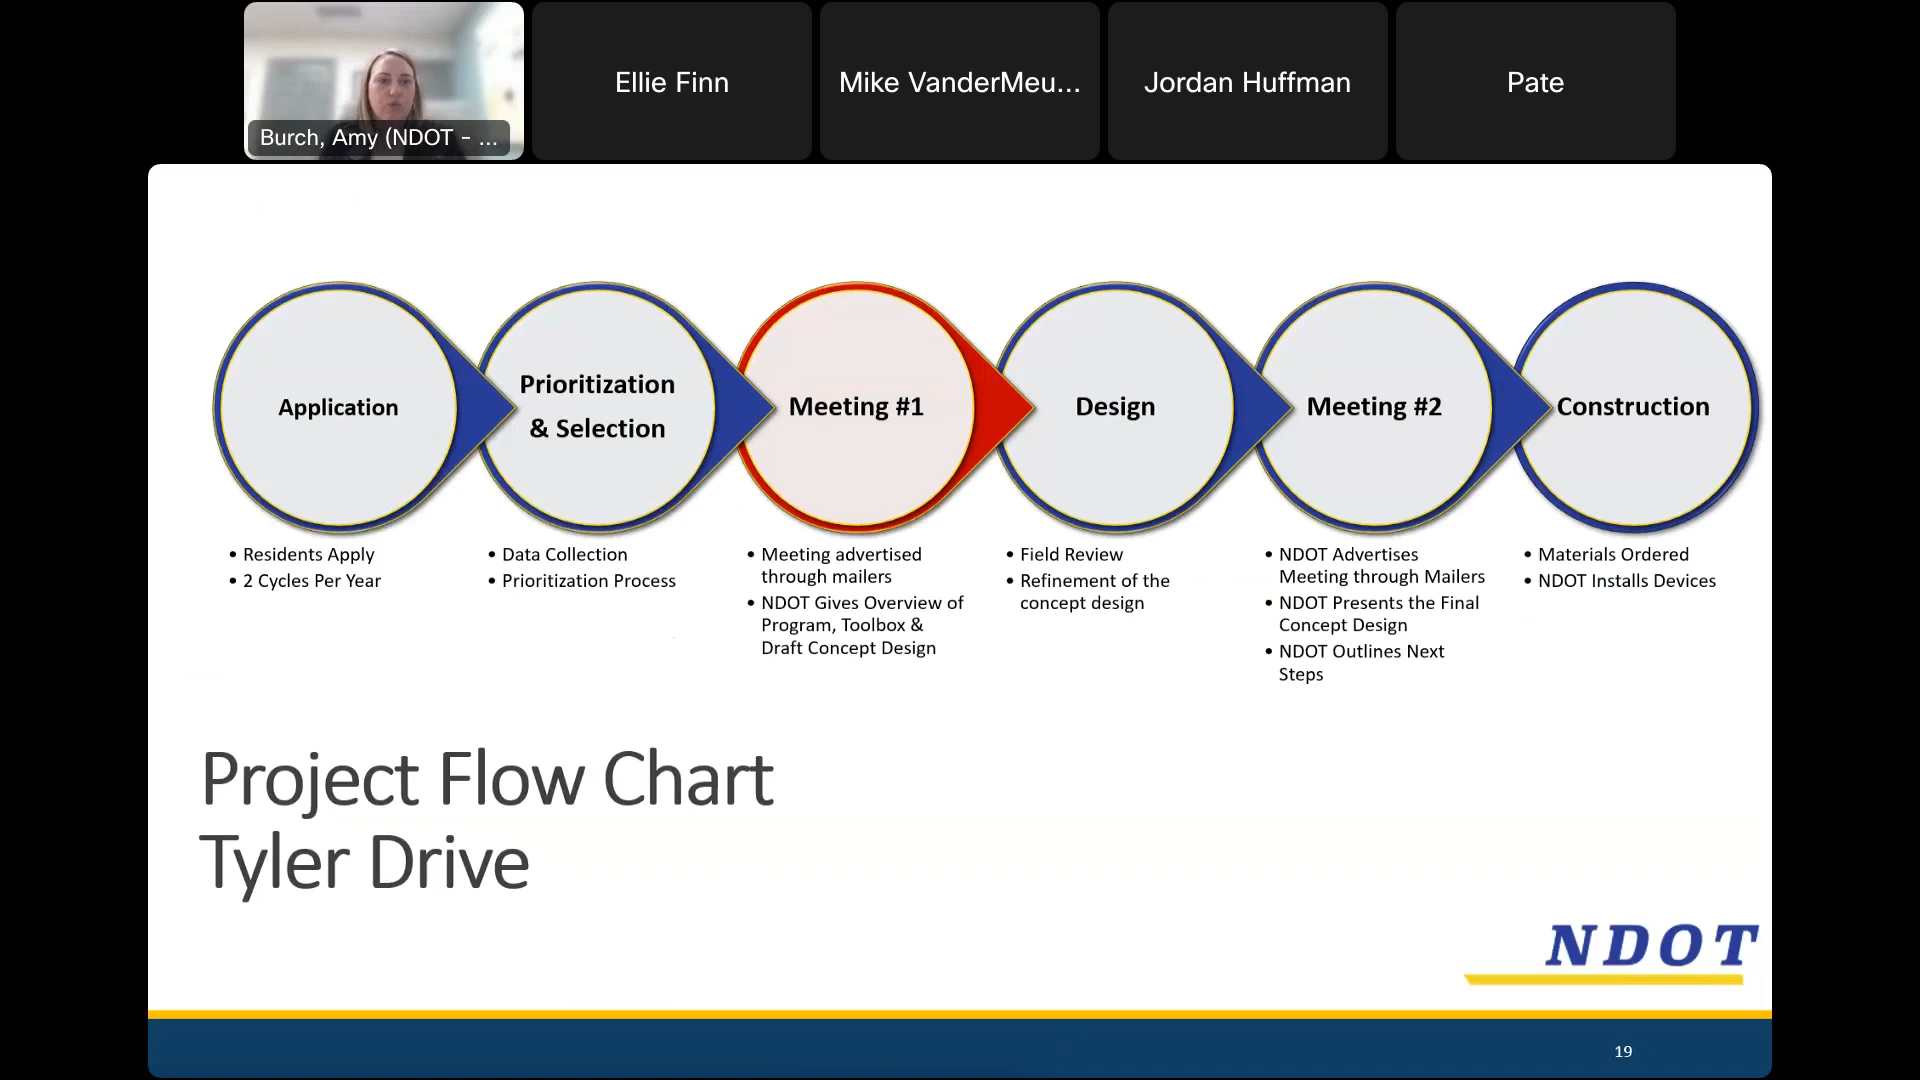 Burch, Amy (NDOT - ...
Ellie Finn
Mike VanderMeu...
Jordan Huffman
Pate
Application
Prioritization
& Selection
Meeting #1
Design
Meeting #2
Construction
• Residents Apply
• 2 Cycles Per Year
• Data Collection
• Prioritization Process
• Meeting advertised
through mailers
• NDOT Gives Overview of
Program, Toolbox &
Draft Concept Design
• Field Review
• Refinement of the
concept design
• NDOT Advertises
Meeting through Mailers
• NDOT Presents the Final
Concept Design
• NDOT Outlines Next
Steps
• Materials Ordered
• NDOT Installs Devices
Project Flow Chart
Tyler Drive
NDOT
19